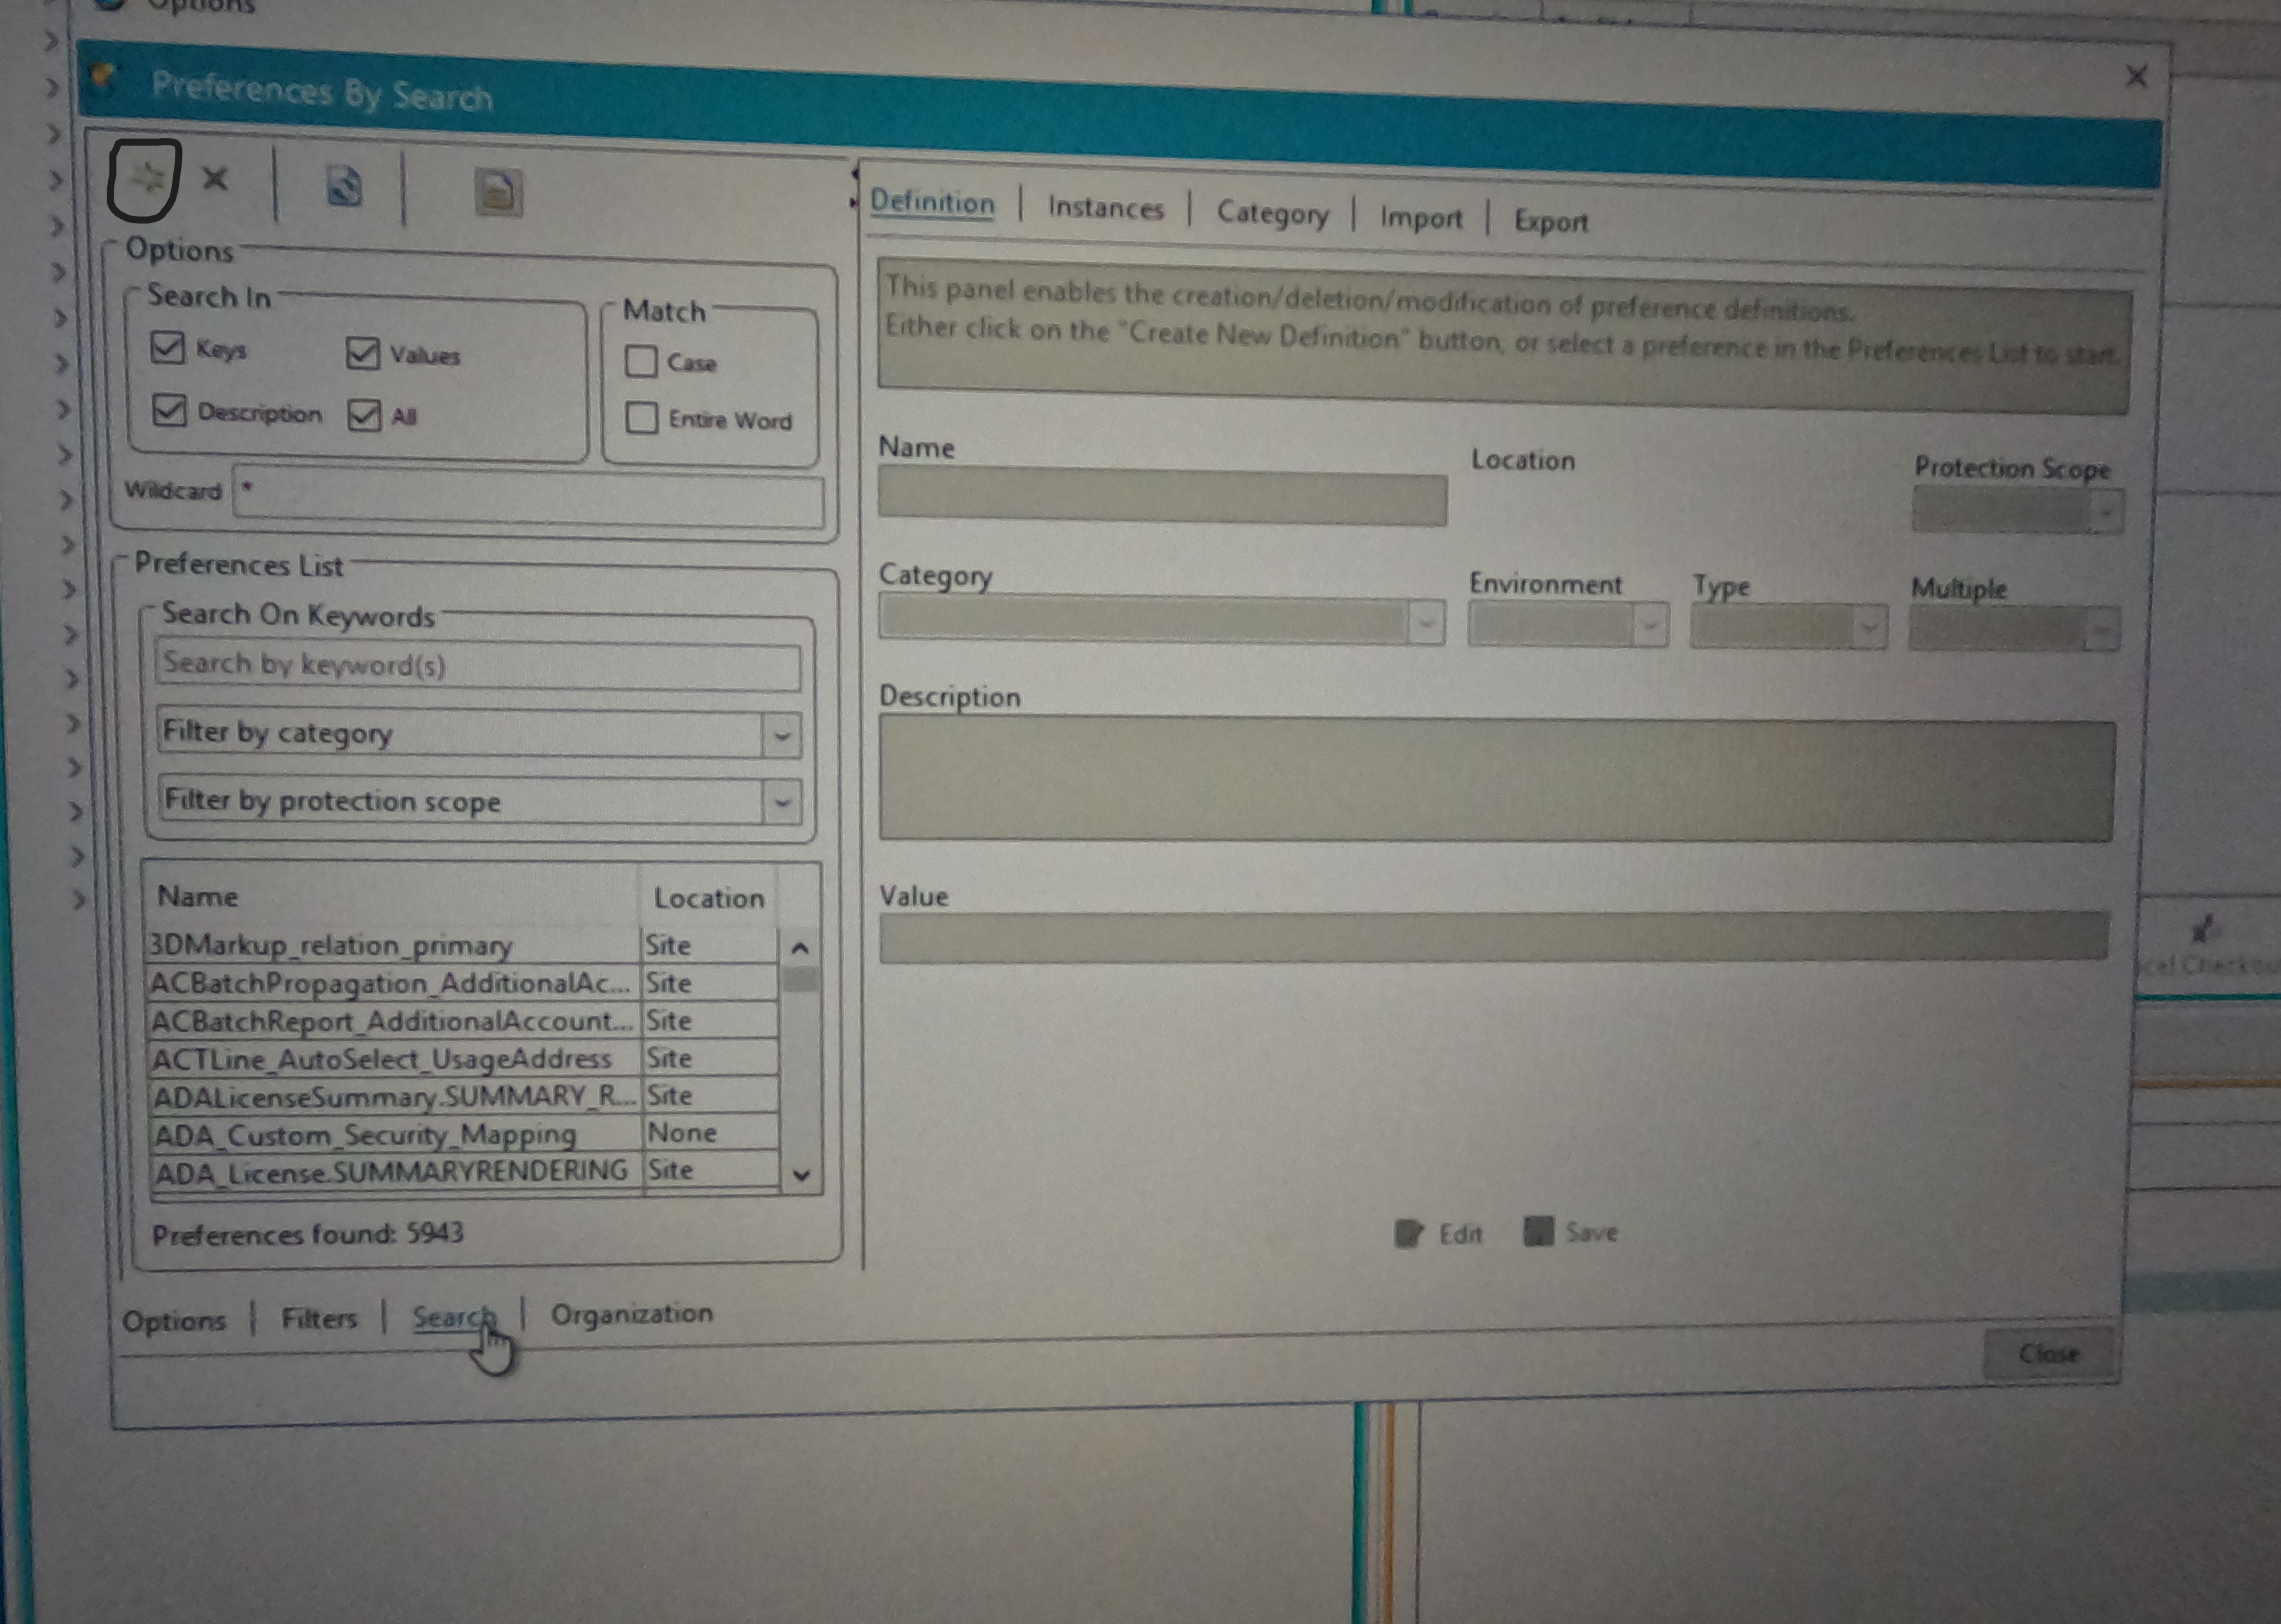 Options
Preferences By Search
Options
Search In
Keys
Values
Description
All
Match
Case
Entire Word
Wildcard *
Preferences List
Search On Keywords
Search by keyword(s)
Filter by category
Filter by protection scope
Name Location
3DMarkup_relation_primary Site
ACBatchPropagation_AdditionalAc... Site
ACBatchReport_AdditionalAccount... Site
ACTLine_AutoSelect_UsageAddress Site
ADALicenseSummary.SUMMARY_R... Site
ADA_Custom_Security_Mapping None
ADA_License.SUMMARYRENDERING Site
Preferences found: 5943
Options | Filters | Search | Organization
Definition | Instances | Category | Import | Export
This panel enables the creation/deletion/modification of preference definitions.
Either click on the "Create New Definition" button, or select a preference in the Preferences List to start.
Name Location Protection Scope
Category Environment Type Multiple
Description
Value
Edit Save
Close